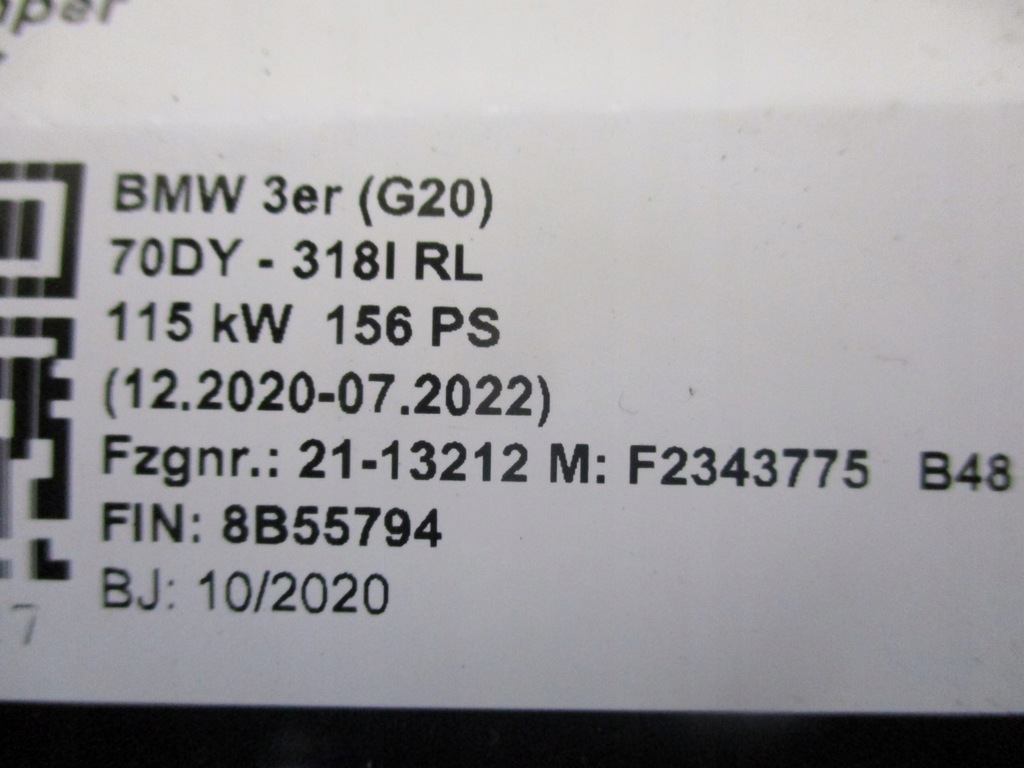 BMW 3er (G20)
70DY - 318I RL
115 kW 156 PS
(12.2020-07.2022)
Fzgnr.: 21-13212 M: F2343775 B48
FIN: 8B55794
BJ: 10/2020
7